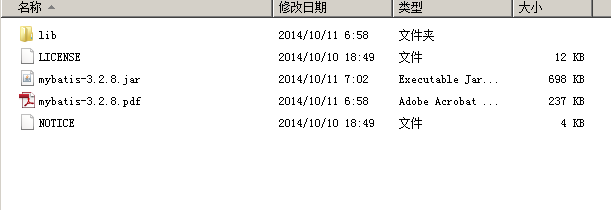 名称 修改日期 类型 大小
lib 2014/10/11 6:58 文件夹
LICENSE 2014/10/10 18:49 文件 12 KB
mybatis-3.2.8.jar 2014/10/11 7:02 Executable Jar... 698 KB
mybatis-3.2.8.pdf 2014/10/11 6:58 Adobe Acrobat ... 237 KB
NOTICE 2014/10/10 18:49 文件 4 KB